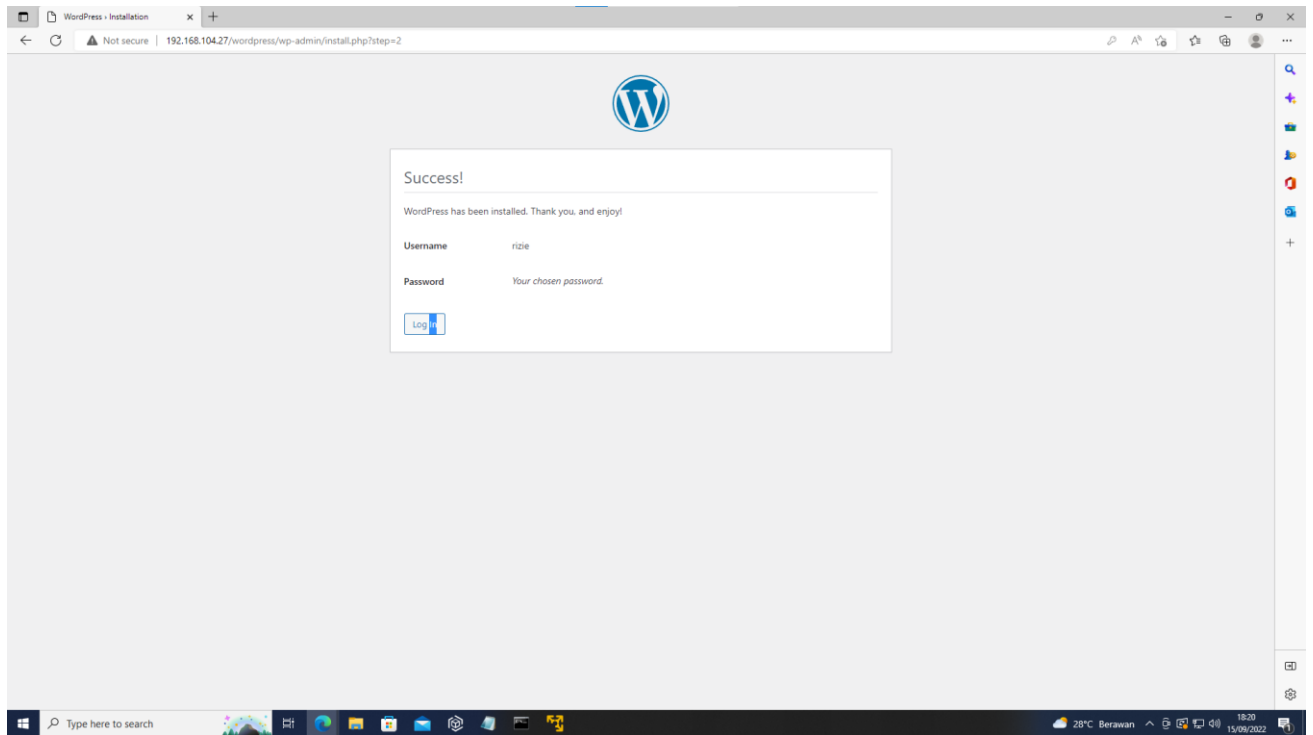 WordPress › Installation
Not secure
192.168.104.27/wordpress/wp-admin/install.php?step=2
Success!
WordPress has been installed. Thank you, and enjoy!
Username rizie
Password Your chosen password.
Log In
Type here to search
28°C Berawan
18:20
15/09/2022